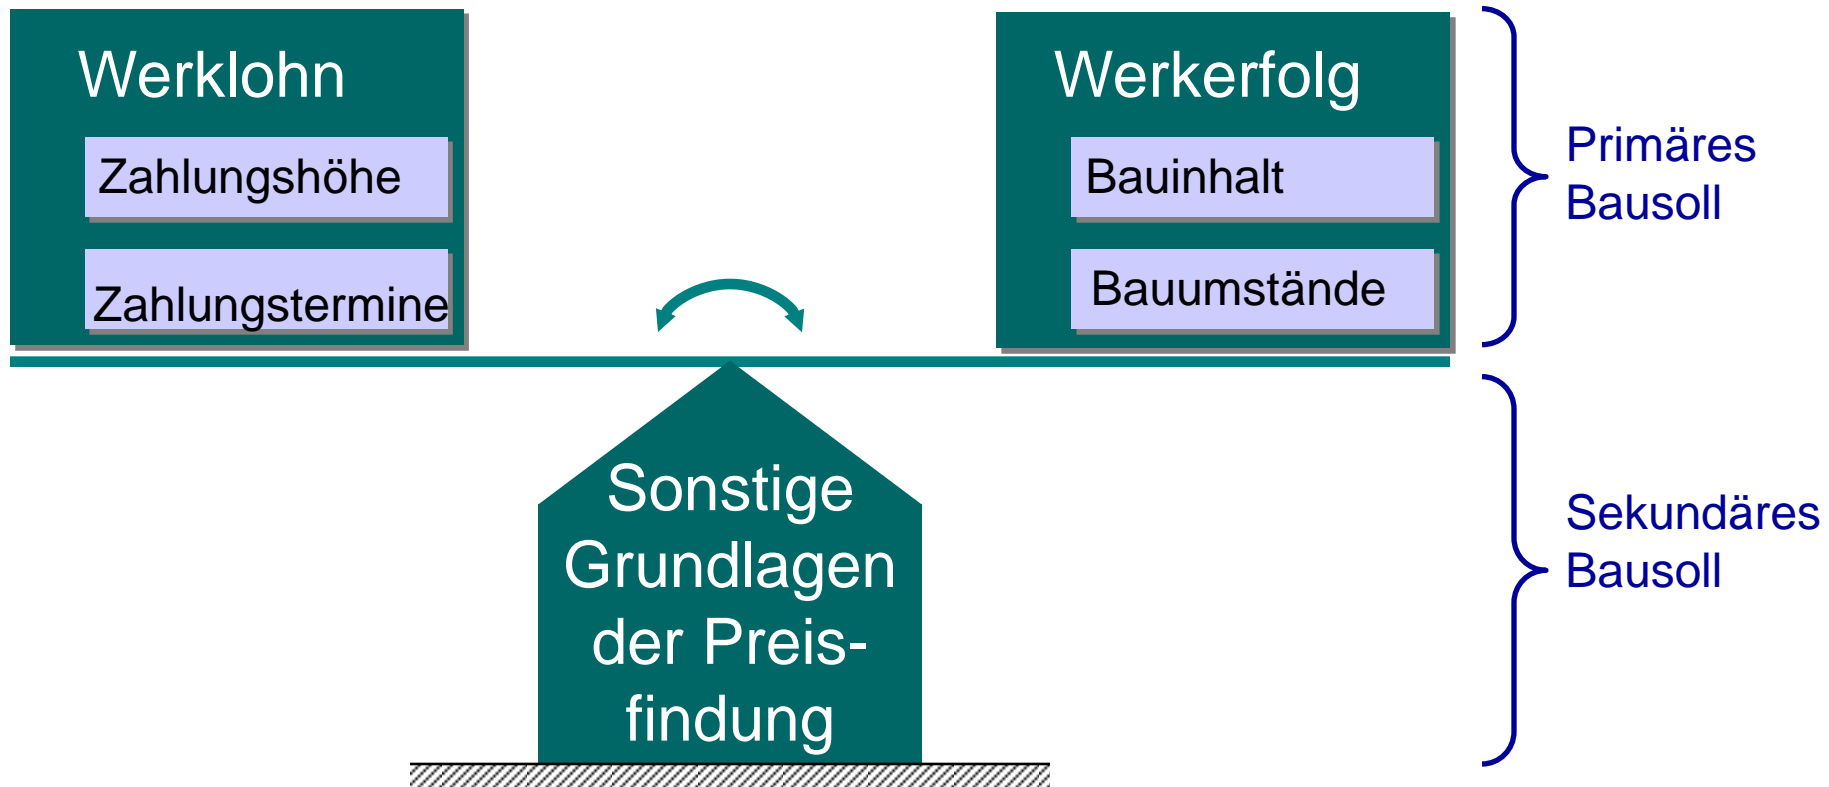 Werklohn
Zahlungshöhe
Zahlungstermine
Werkerfolg
Bauinhalt
Bauumstände
Primäres
Bausoll
Sonstige
Grundlagen
der Preis-
findung
Sekundäres
Bausoll